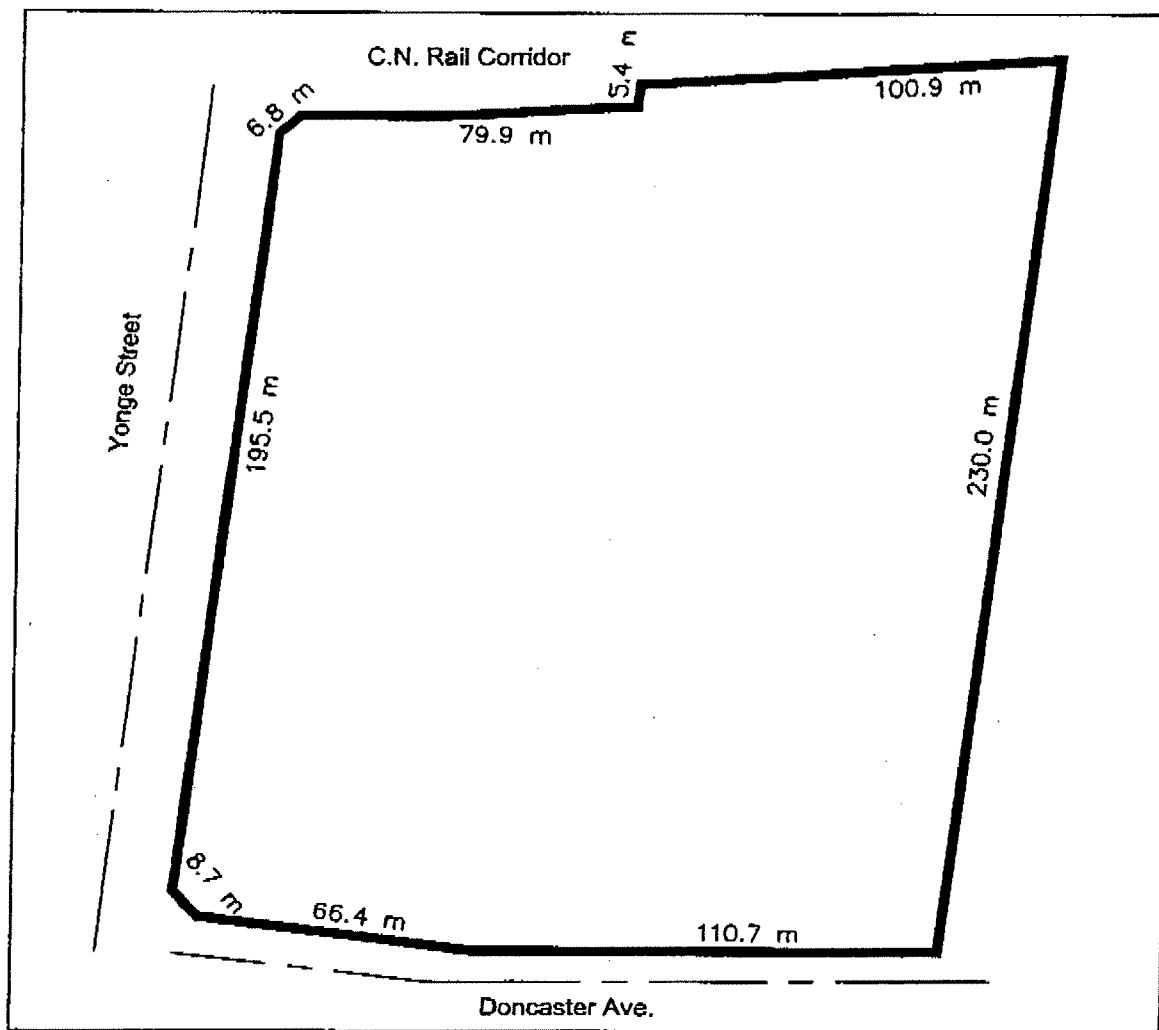 C.N. Rail Corridor
5.4 m
100.9 m
6.8 m
79.9 m
Yonge Street
195.5 m
230.0 m
8.7 m
66.4 m
110.7 m
Doncaster Ave.